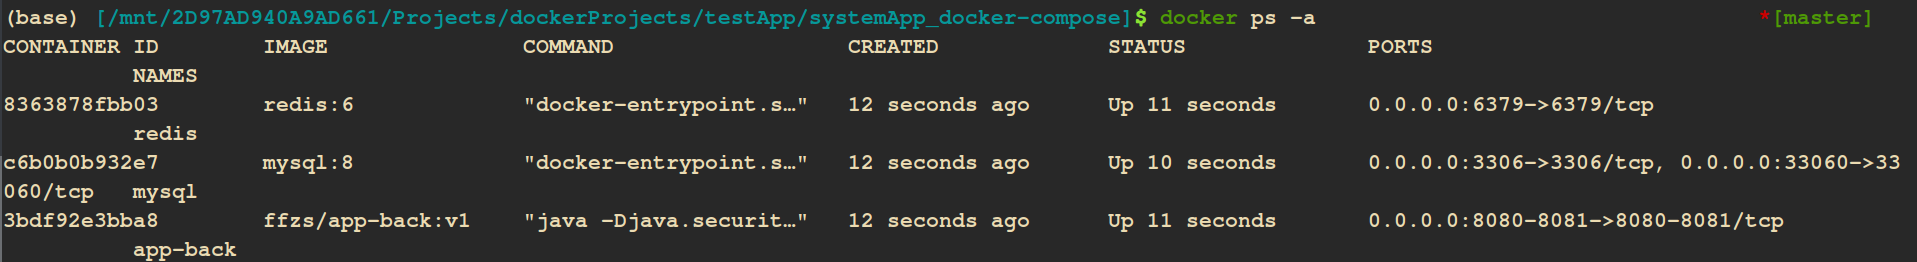 (base) [/mnt/2D97AD940A9AD661/Projects/dockerProjects/testApp/systemApp_docker-compose]$ docker ps -a *[master]
CONTAINER ID IMAGE COMMAND CREATED STATUS PORTS
NAMES
8363878fbb03 redis:6 "docker-entrypoint.s…" 12 seconds ago Up 11 seconds 0.0.0.0:6379->6379/tcp
redis
c6b0b0b932e7 mysql:8 "docker-entrypoint.s…" 12 seconds ago Up 10 seconds 0.0.0.0:3306->3306/tcp, 0.0.0.0:33060->33
060/tcp mysql
3bdf92e3bba8 ffzs/app-back:v1 "java -Djava.securit…" 12 seconds ago Up 11 seconds 0.0.0.0:8080-8081->8080-8081/tcp
app-back